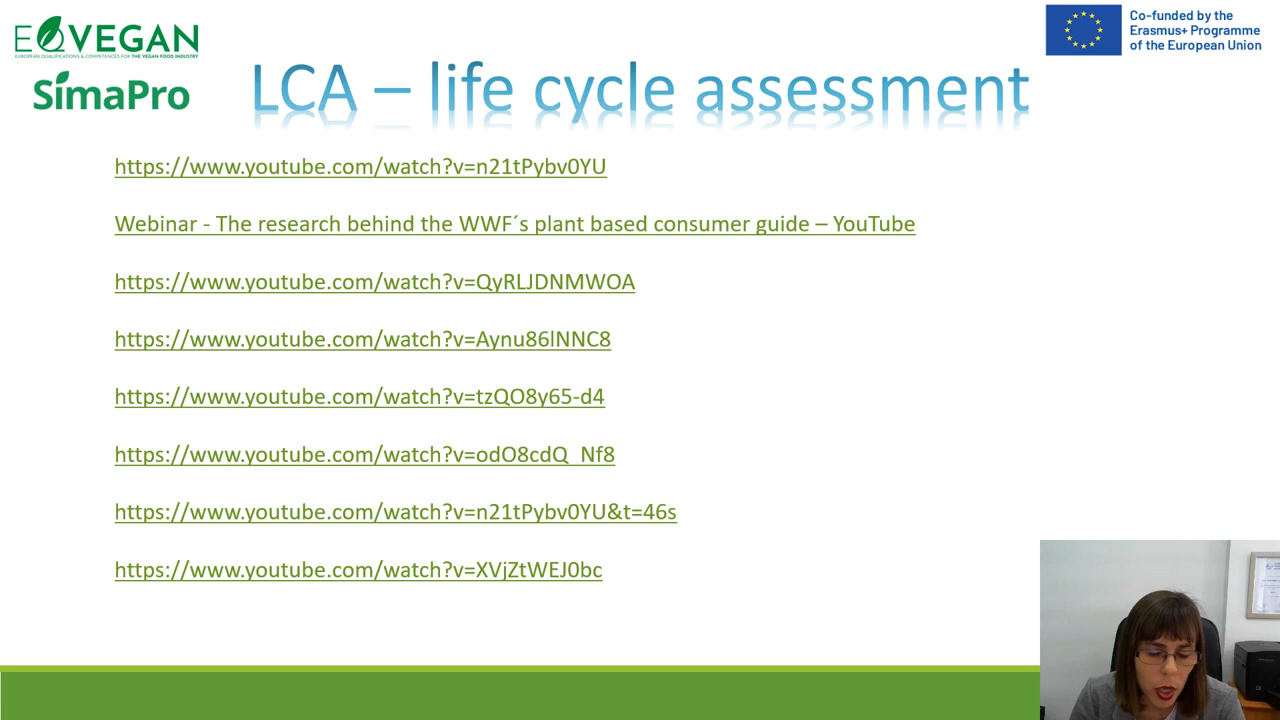 EQVEGAN
EUROPEAN QUALIFICATIONS & COMPETENCES FOR THE VEGAN FOOD INDUSTRY
SimaPro
Co-funded by the
Erasmus+ Programme
of the European Union
LCA – life cycle assessment
https://www.youtube.com/watch?v=n21tPybv0YU
Webinar - The research behind the WWF´s plant based consumer guide – YouTube
https://www.youtube.com/watch?v=QyRLJDNMWOA
https://www.youtube.com/watch?v=Aynu86lNNC8
https://www.youtube.com/watch?v=tzQO8y65-d4
https://www.youtube.com/watch?v=odO8cdQ_Nf8
https://www.youtube.com/watch?v=n21tPybv0YU&t=46s
https://www.youtube.com/watch?v=XVjZtWEJ0bc